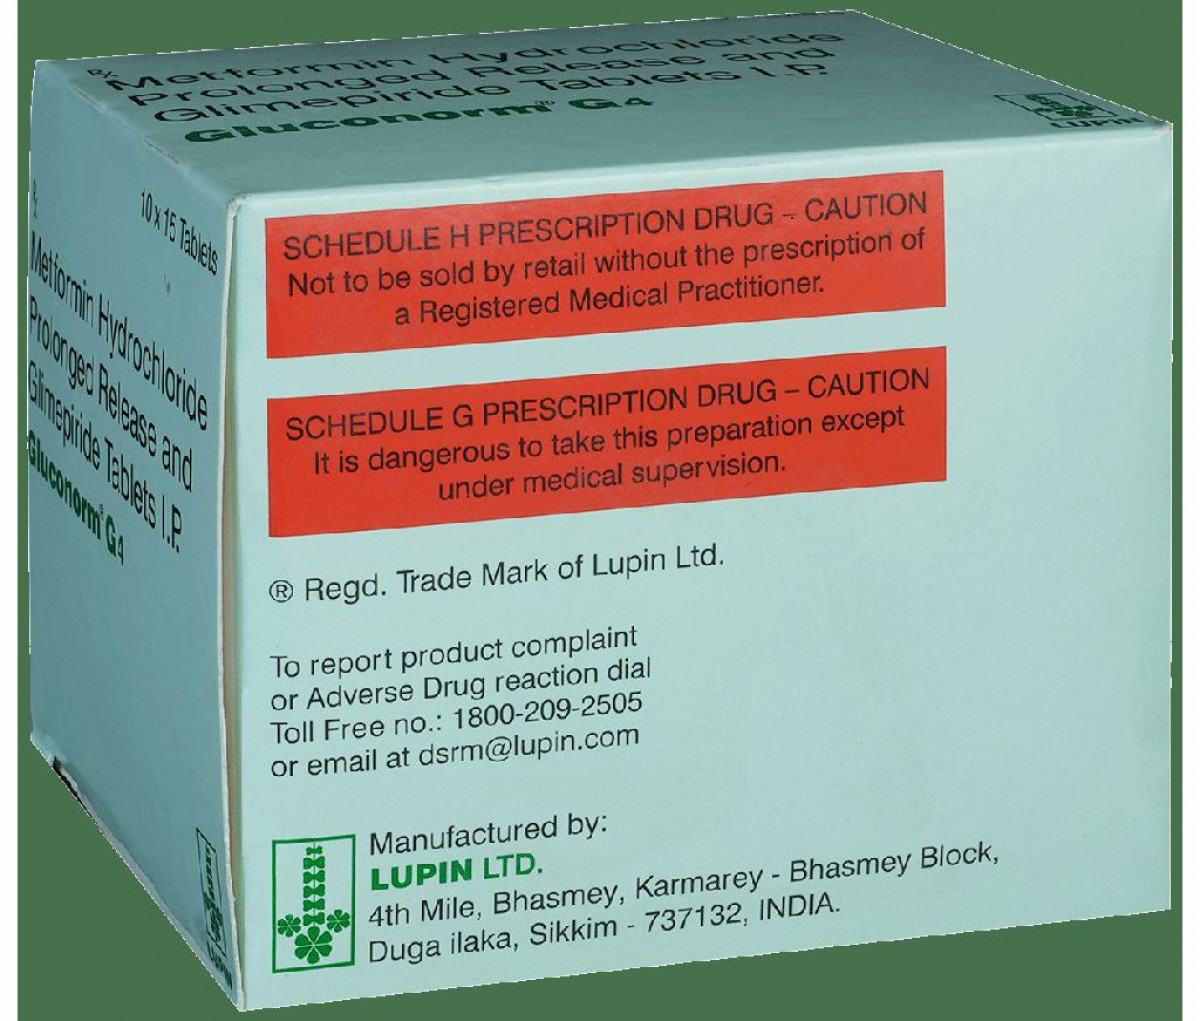 Rx
Metformin Hydrochloride
Prolonged Release and
Glimepiride Tablets I.P.
Gluconorm® G4
LUPIN
Rx
10 x 15 Tablets
Metformin Hydrochloride
Prolonged Release and
Glimepiride Tablets I.P.
Gluconorm® G4
LUPIN
SCHEDULE H PRESCRIPTION DRUG – CAUTION
Not to be sold by retail without the prescription of
a Registered Medical Practitioner.
SCHEDULE G PRESCRIPTION DRUG – CAUTION
It is dangerous to take this preparation except
under medical supervision.
® Regd. Trade Mark of Lupin Ltd.
To report product complaint
or Adverse Drug reaction dial
Toll Free no.: 1800-209-2505
or email at dsrm@lupin.com
Manufactured by:
LUPIN LTD.
4th Mile, Bhasmey, Karmarey - Bhasmey Block,
Duga ilaka, Sikkim - 737132, INDIA.